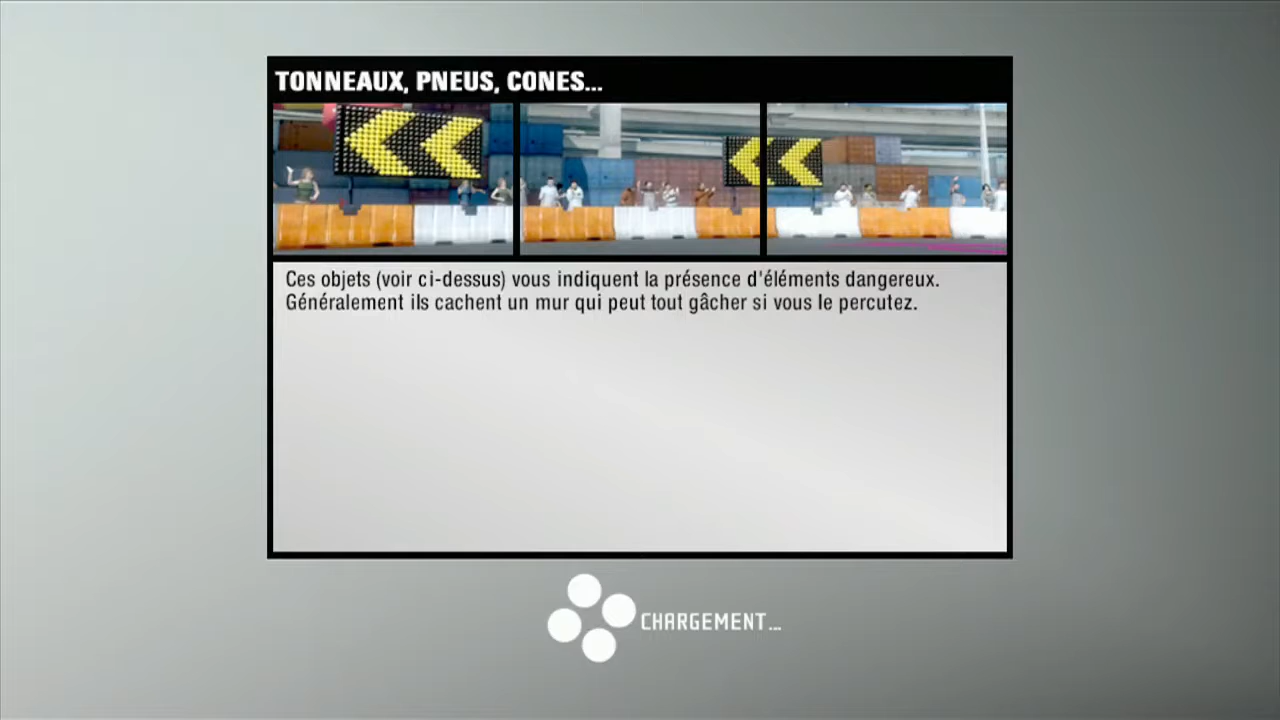 TONNEAUX, PNEUS, CONES...
Ces objets (voir ci-dessus) vous indiquent la présence d'éléments dangereux.
Généralement ils cachent un mur qui peut tout gâcher si vous le percutez.
CHARGEMENT...